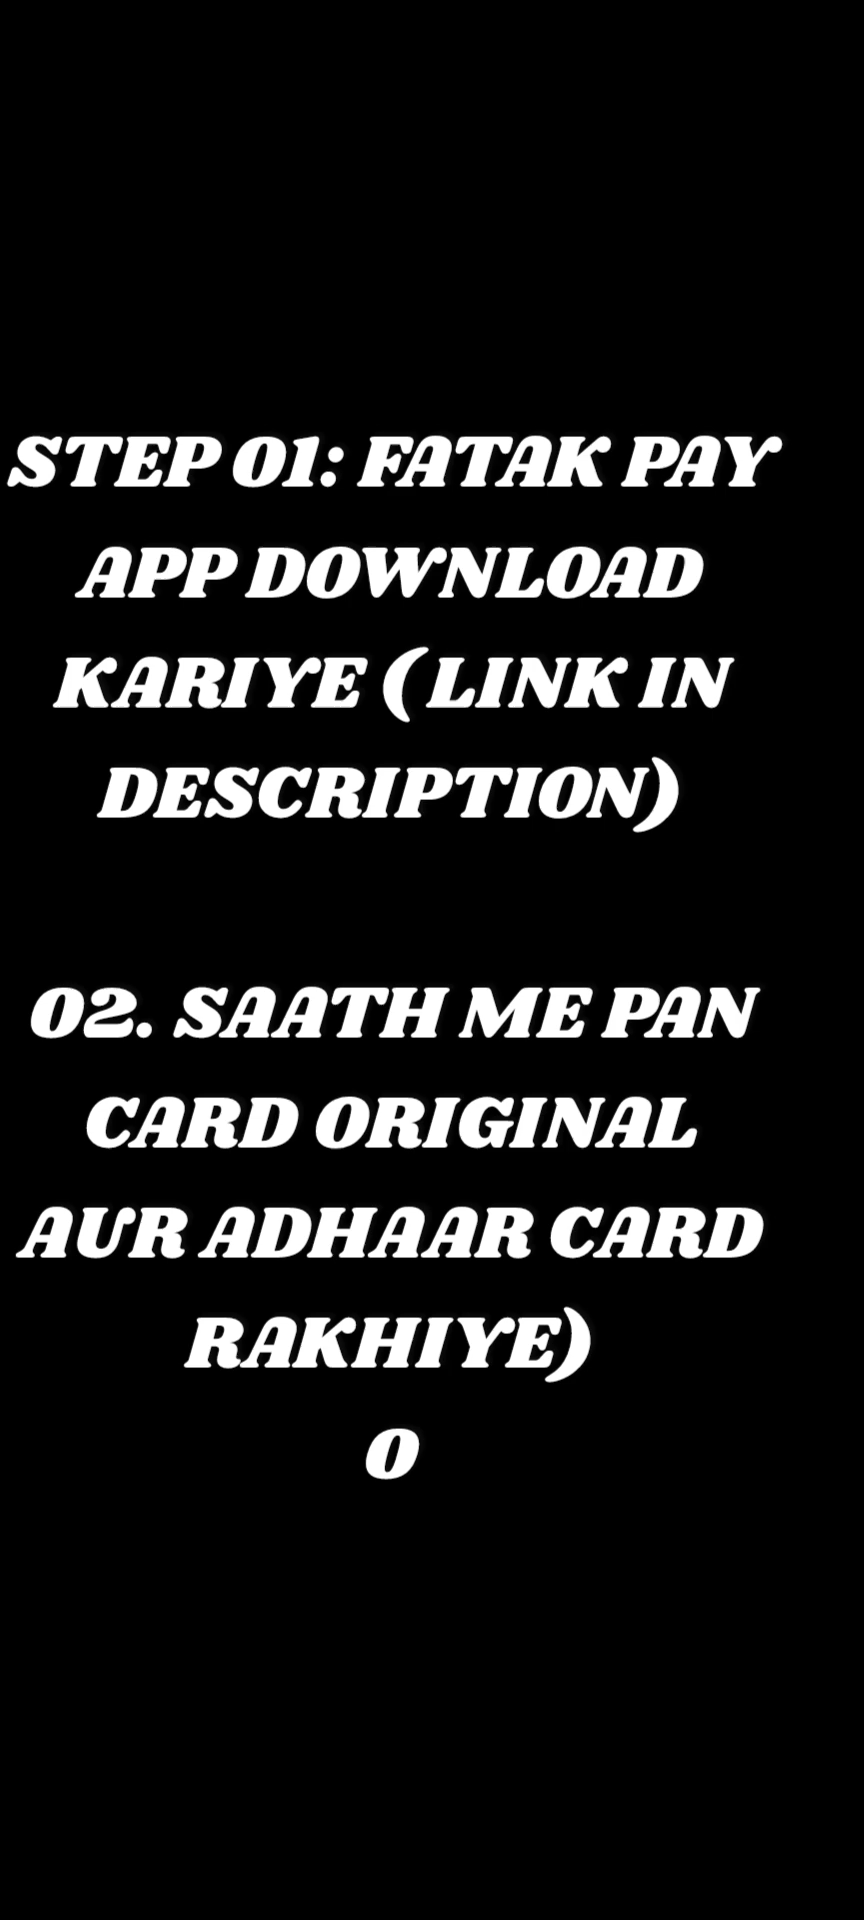 STEP 01: FATAK PAY
APP DOWNLOAD
KARIYE ( LINK IN
DESCRIPTION)
02. SAATH ME PAN
CARD ORIGINAL
AUR ADHAAR CARD
RAKHIYE)
0